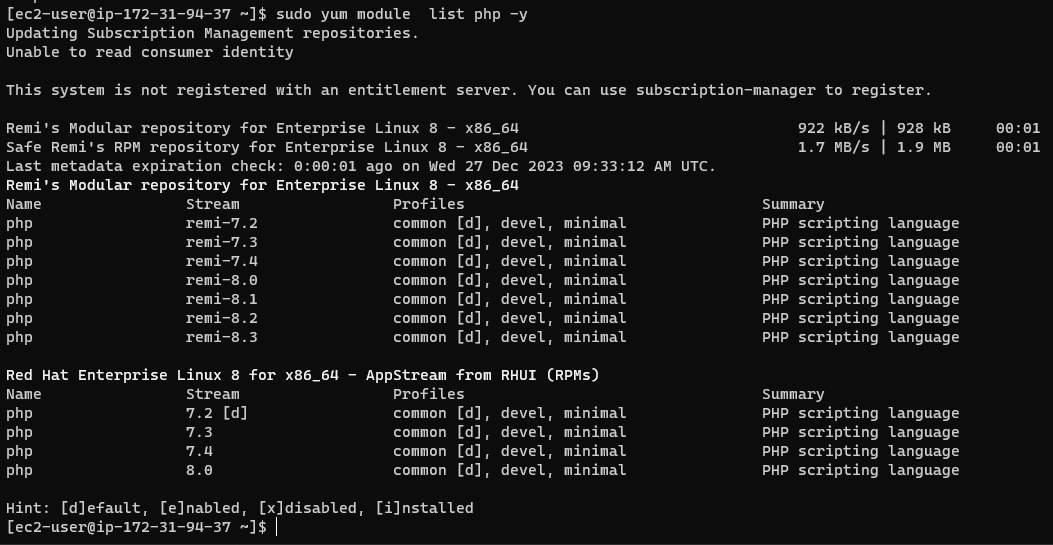 [ec2-user@ip-172-31-94-37 ~]$ sudo yum module  list php -y
Updating Subscription Management repositories.
Unable to read consumer identity

This system is not registered with an entitlement server. You can use subscription-manager to register.

Remi's Modular repository for Enterprise Linux 8 - x86_64                               922 kB/s | 928 kB     00:01
Safe Remi's RPM repository for Enterprise Linux 8 - x86_64                              1.7 MB/s | 1.9 MB     00:01
Last metadata expiration check: 0:00:01 ago on Wed 27 Dec 2023 09:33:12 AM UTC.
Remi's Modular repository for Enterprise Linux 8 - x86_64
Name                Stream                 Profiles                                 Summary
php                 remi-7.2               common [d], devel, minimal               PHP scripting language
php                 remi-7.3               common [d], devel, minimal               PHP scripting language
php                 remi-7.4               common [d], devel, minimal               PHP scripting language
php                 remi-8.0               common [d], devel, minimal               PHP scripting language
php                 remi-8.1               common [d], devel, minimal               PHP scripting language
php                 remi-8.2               common [d], devel, minimal               PHP scripting language
php                 remi-8.3               common [d], devel, minimal               PHP scripting language

Red Hat Enterprise Linux 8 for x86_64 - AppStream from RHUI (RPMs)
Name                Stream                 Profiles                                 Summary
php                 7.2 [d]                common [d], devel, minimal               PHP scripting language
php                 7.3                    common [d], devel, minimal               PHP scripting language
php                 7.4                    common [d], devel, minimal               PHP scripting language
php                 8.0                    common [d], devel, minimal               PHP scripting language

Hint: [d]efault, [e]nabled, [x]disabled, [i]nstalled
[ec2-user@ip-172-31-94-37 ~]$